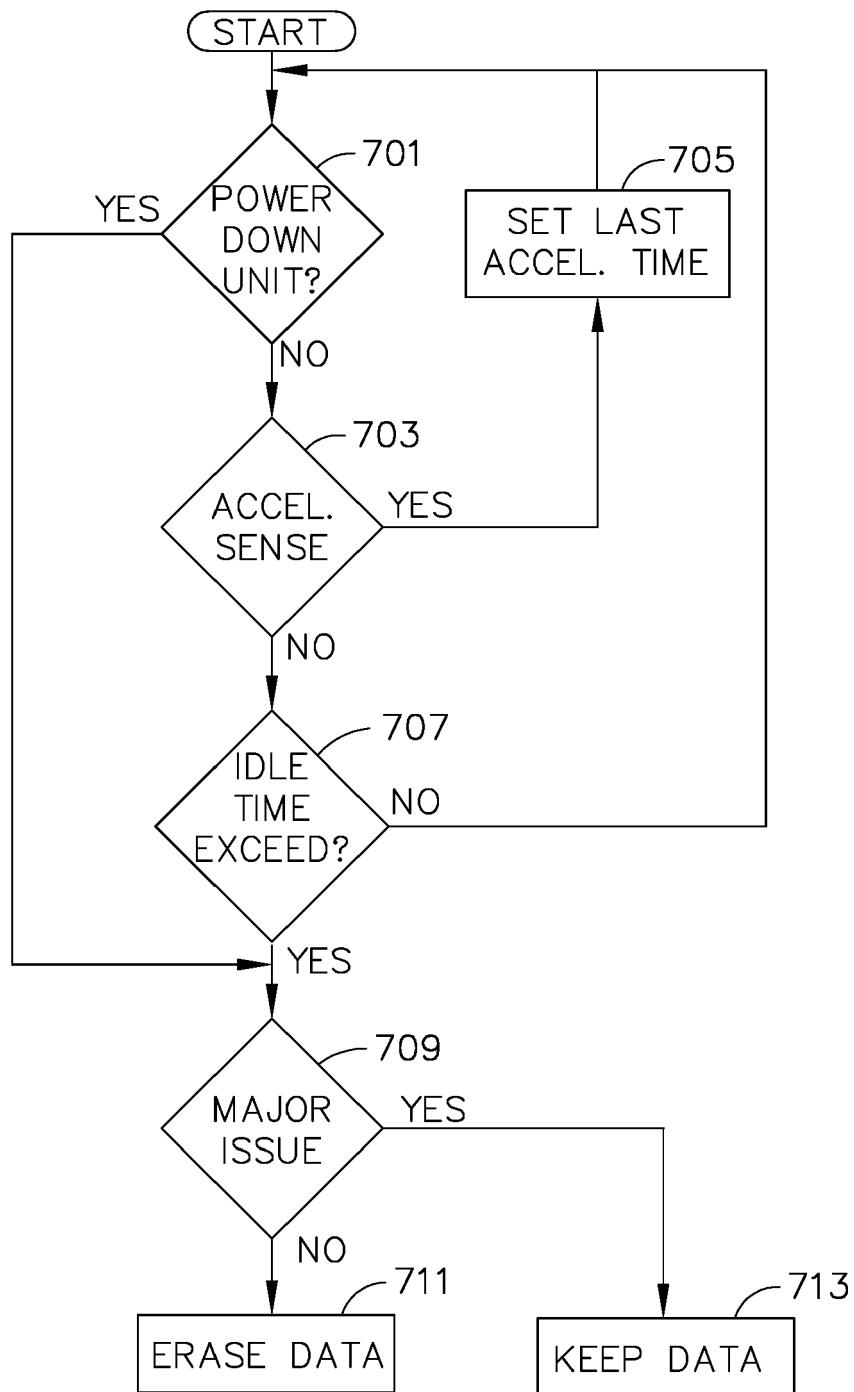 START
701
POWER
DOWN
UNIT?
YES
NO
705
SET LAST
ACCEL. TIME
703
ACCEL.
SENSE
YES
NO
707
IDLE
TIME
EXCEED?
NO
YES
709
MAJOR
ISSUE
YES
NO
711
ERASE DATA
713
KEEP DATA